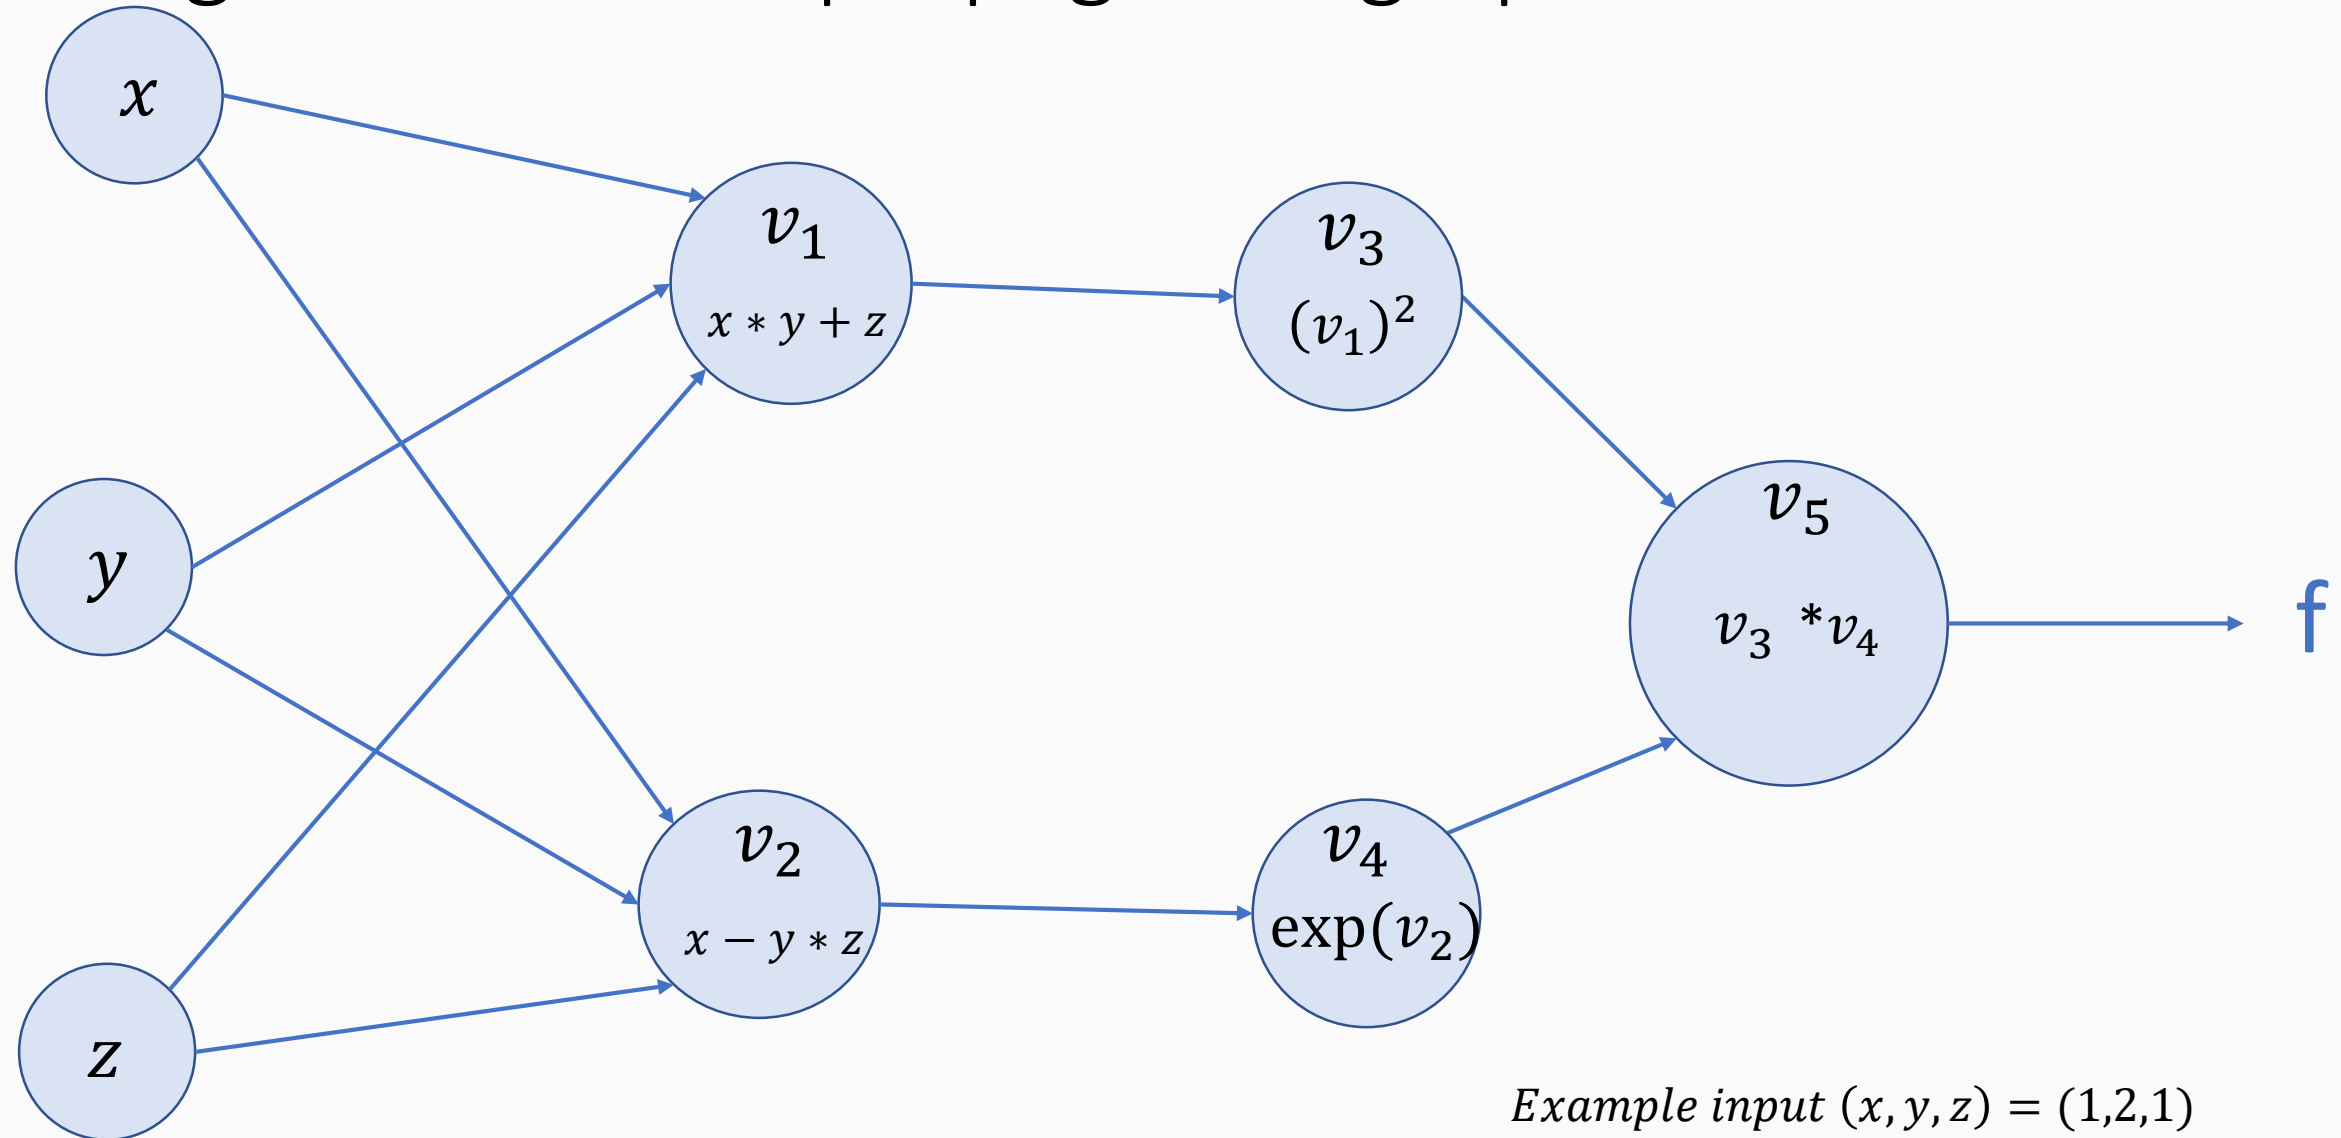 x
v₁
x * y + z
v₃
(v₁)²
y
v₅
v₃ *v₄
f
v₂
x − y * z
v₄
exp(v₂)
z
Example input (x, y, z) = (1,2,1)